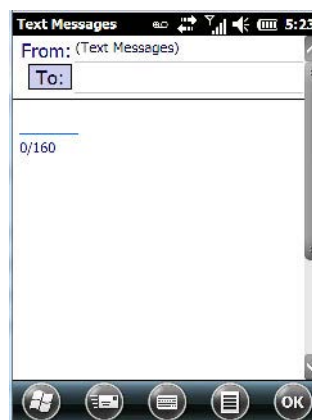 Text Messages 5:23
From: (Text Messages)
To:
0/160
OK